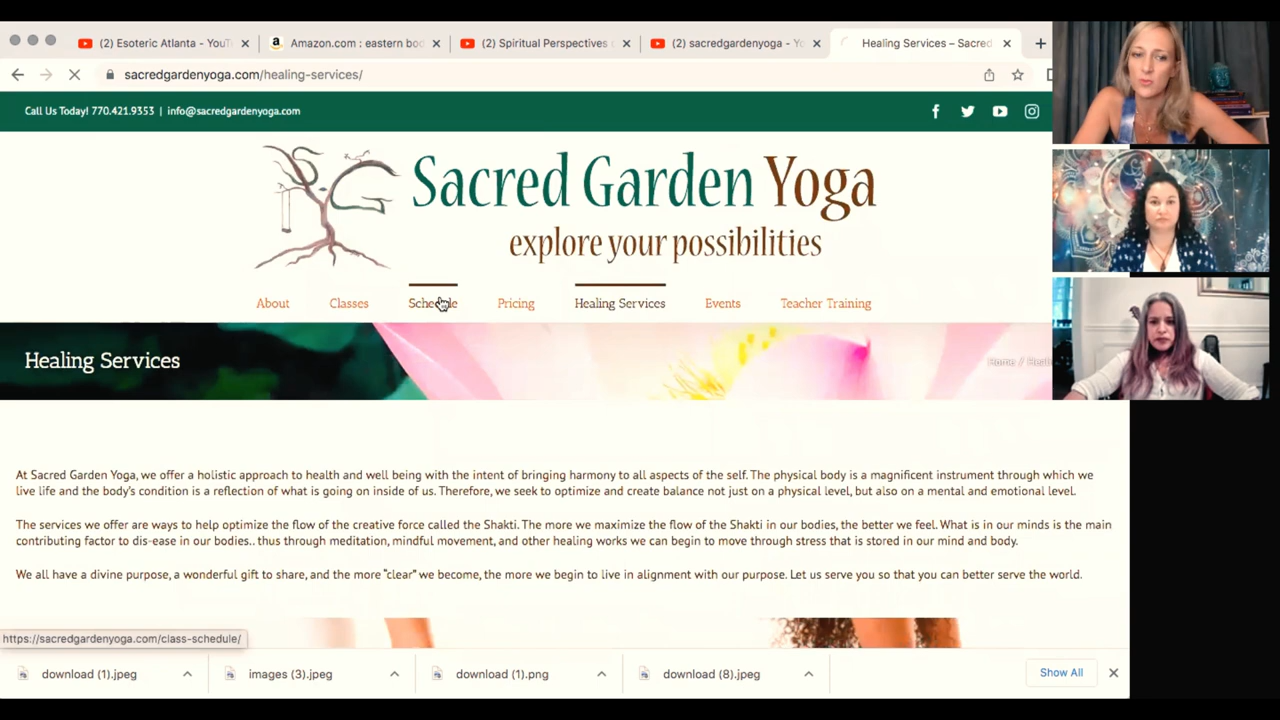 (2) Esoteric Atlanta - YouT
Amazon.com : eastern bo
(2) Spiritual Perspectives
(2) sacredgardenyoga - Yo
Healing Services – Sacred
sacredgardenyoga.com/healing-services/
Call Us Today! 770.421.9353 | info@sacredgardenyoga.com
Sacred Garden Yoga
explore your possibilities
About Classes Schedule Pricing Healing Services Events Teacher Training
Healing Services
Home / Heali
At Sacred Garden Yoga, we offer a holistic approach to health and well being with the intent of bringing harmony to all aspects of the self. The physical body is a magnificent instrument through which we
live life and the body's condition is a reflection of what is going on inside of us. Therefore, we seek to optimize and create balance not just on a physical level, but also on a mental and emotional level.
The services we offer are ways to help optimize the flow of the creative force called the Shakti. The more we maximize the flow of the Shakti in our bodies, the better we feel. What is in our minds is the main
contributing factor to dis-ease in our bodies.. thus through meditation, mindful movement, and other healing works we can begin to move through stress that is stored in our mind and body.
We all have a divine purpose, a wonderful gift to share, and the more “clear” we become, the more we begin to live in alignment with our purpose. Let us serve you so that you can better serve the world.
https://sacredgardenyoga.com/class-schedule/
download (1).jpeg
images (3).jpeg
download (1).png
download (8).jpeg
Show All